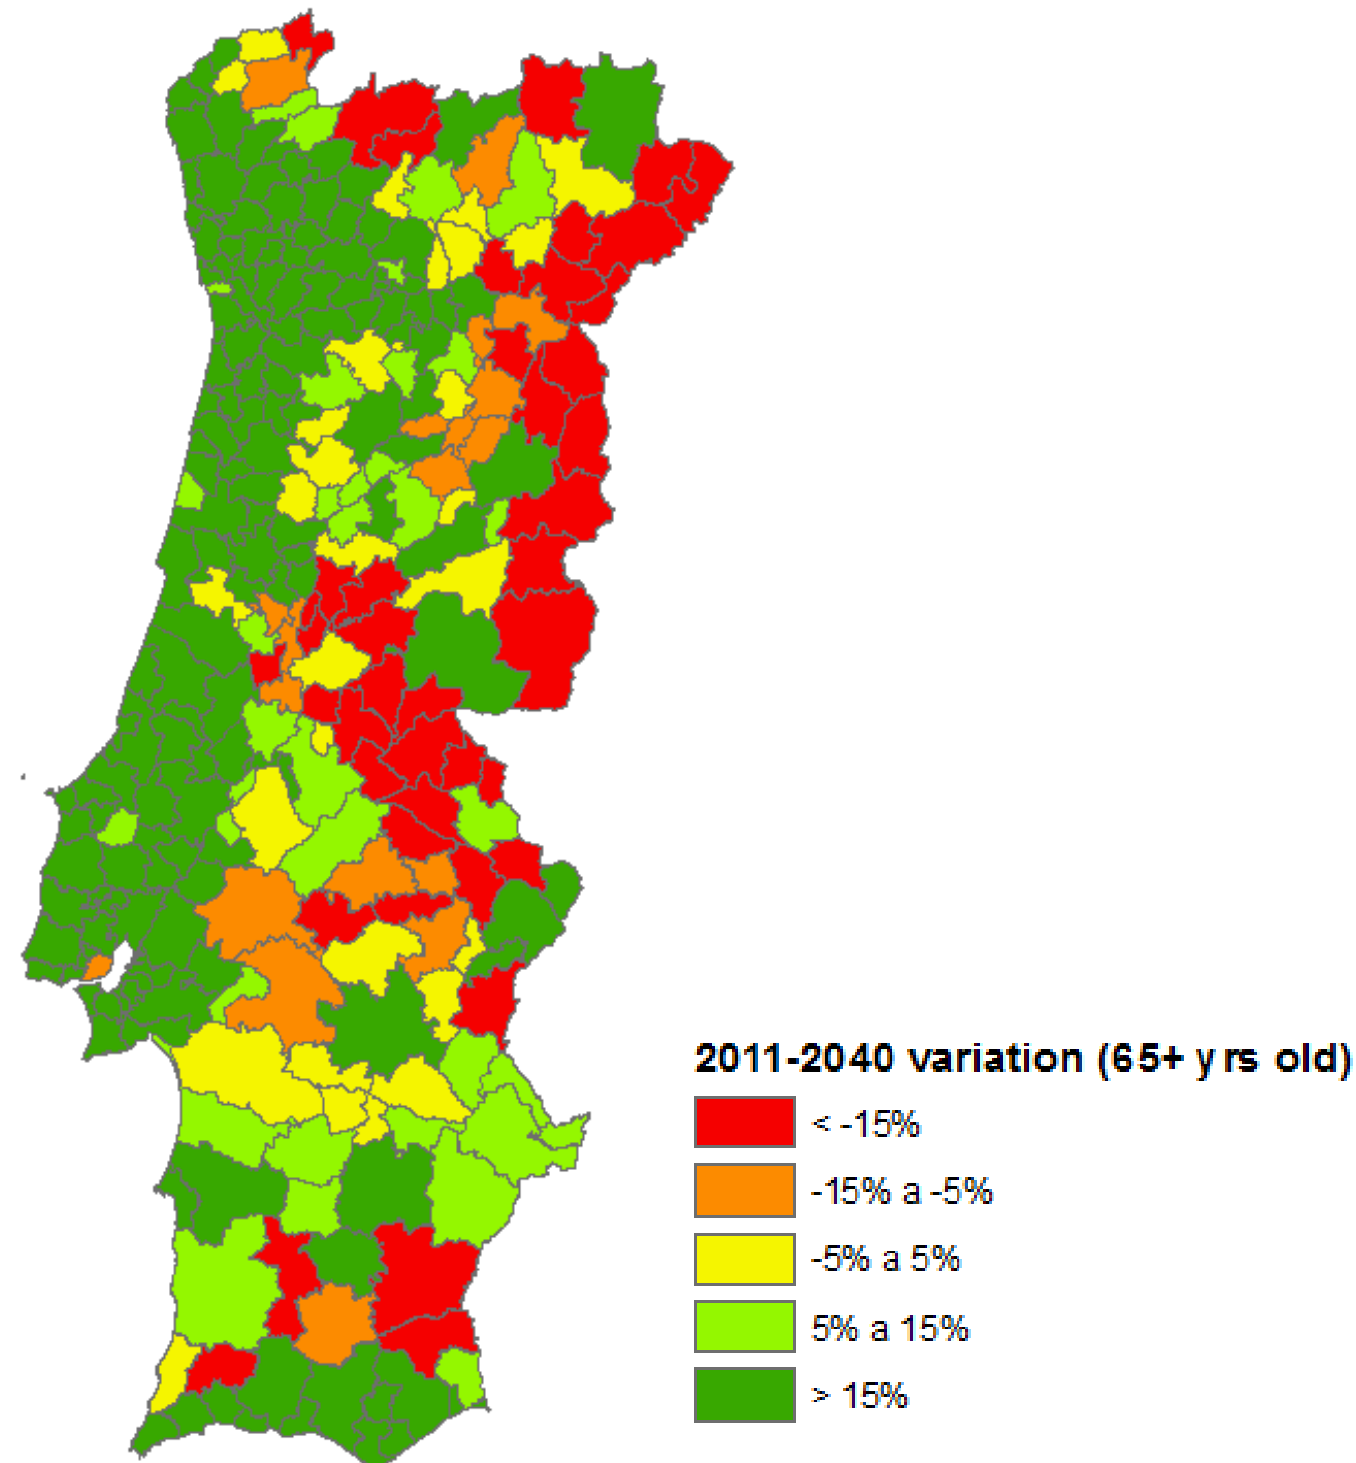 2011-2040 variation (65+ yrs old)
< -15%
-15% a -5%
-5% a 5%
5% a 15%
> 15%